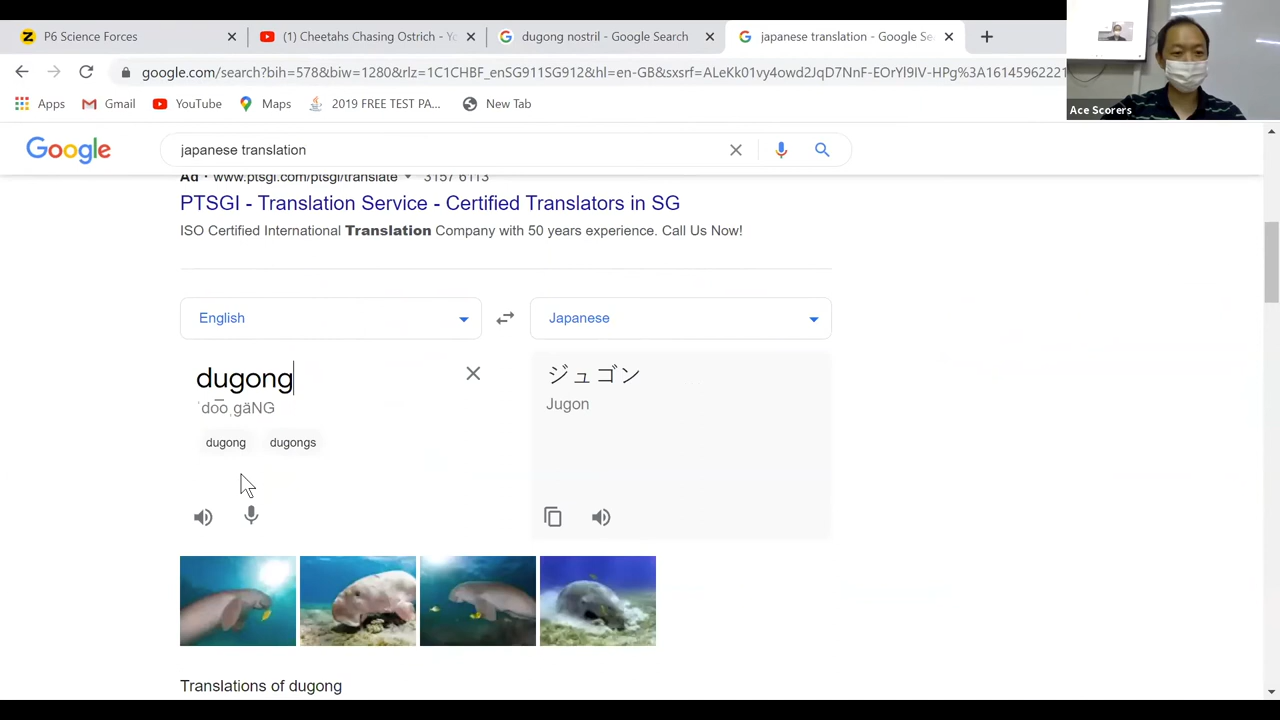 P6 Science Forces
(1) Cheetahs Chasing Ostrich - Yo
dugong nostril - Google Search
japanese translation - Google Sea
google.com/search?bih=578&biw=1280&rlz=1C1CHBF_enSG911SG912&hl=en-GB&sxsrf=ALeKk01vy4owd2JqD7NnF-EOrYl9IV-HPg%3A16145962221
Apps
Gmail
YouTube
Maps
2019 FREE TEST PA...
New Tab
Ace Scorers
Google
japanese translation
Ad · www.ptsgi.com/ptsgi/translate 3157 6113
PTSGI - Translation Service - Certified Translators in SG
ISO Certified International Translation Company with 50 years experience. Call Us Now!
English
Japanese
dugong
ˈdo͞oˌɡäNG
dugong dugongs
ジュゴン
Jugon
Translations of dugong